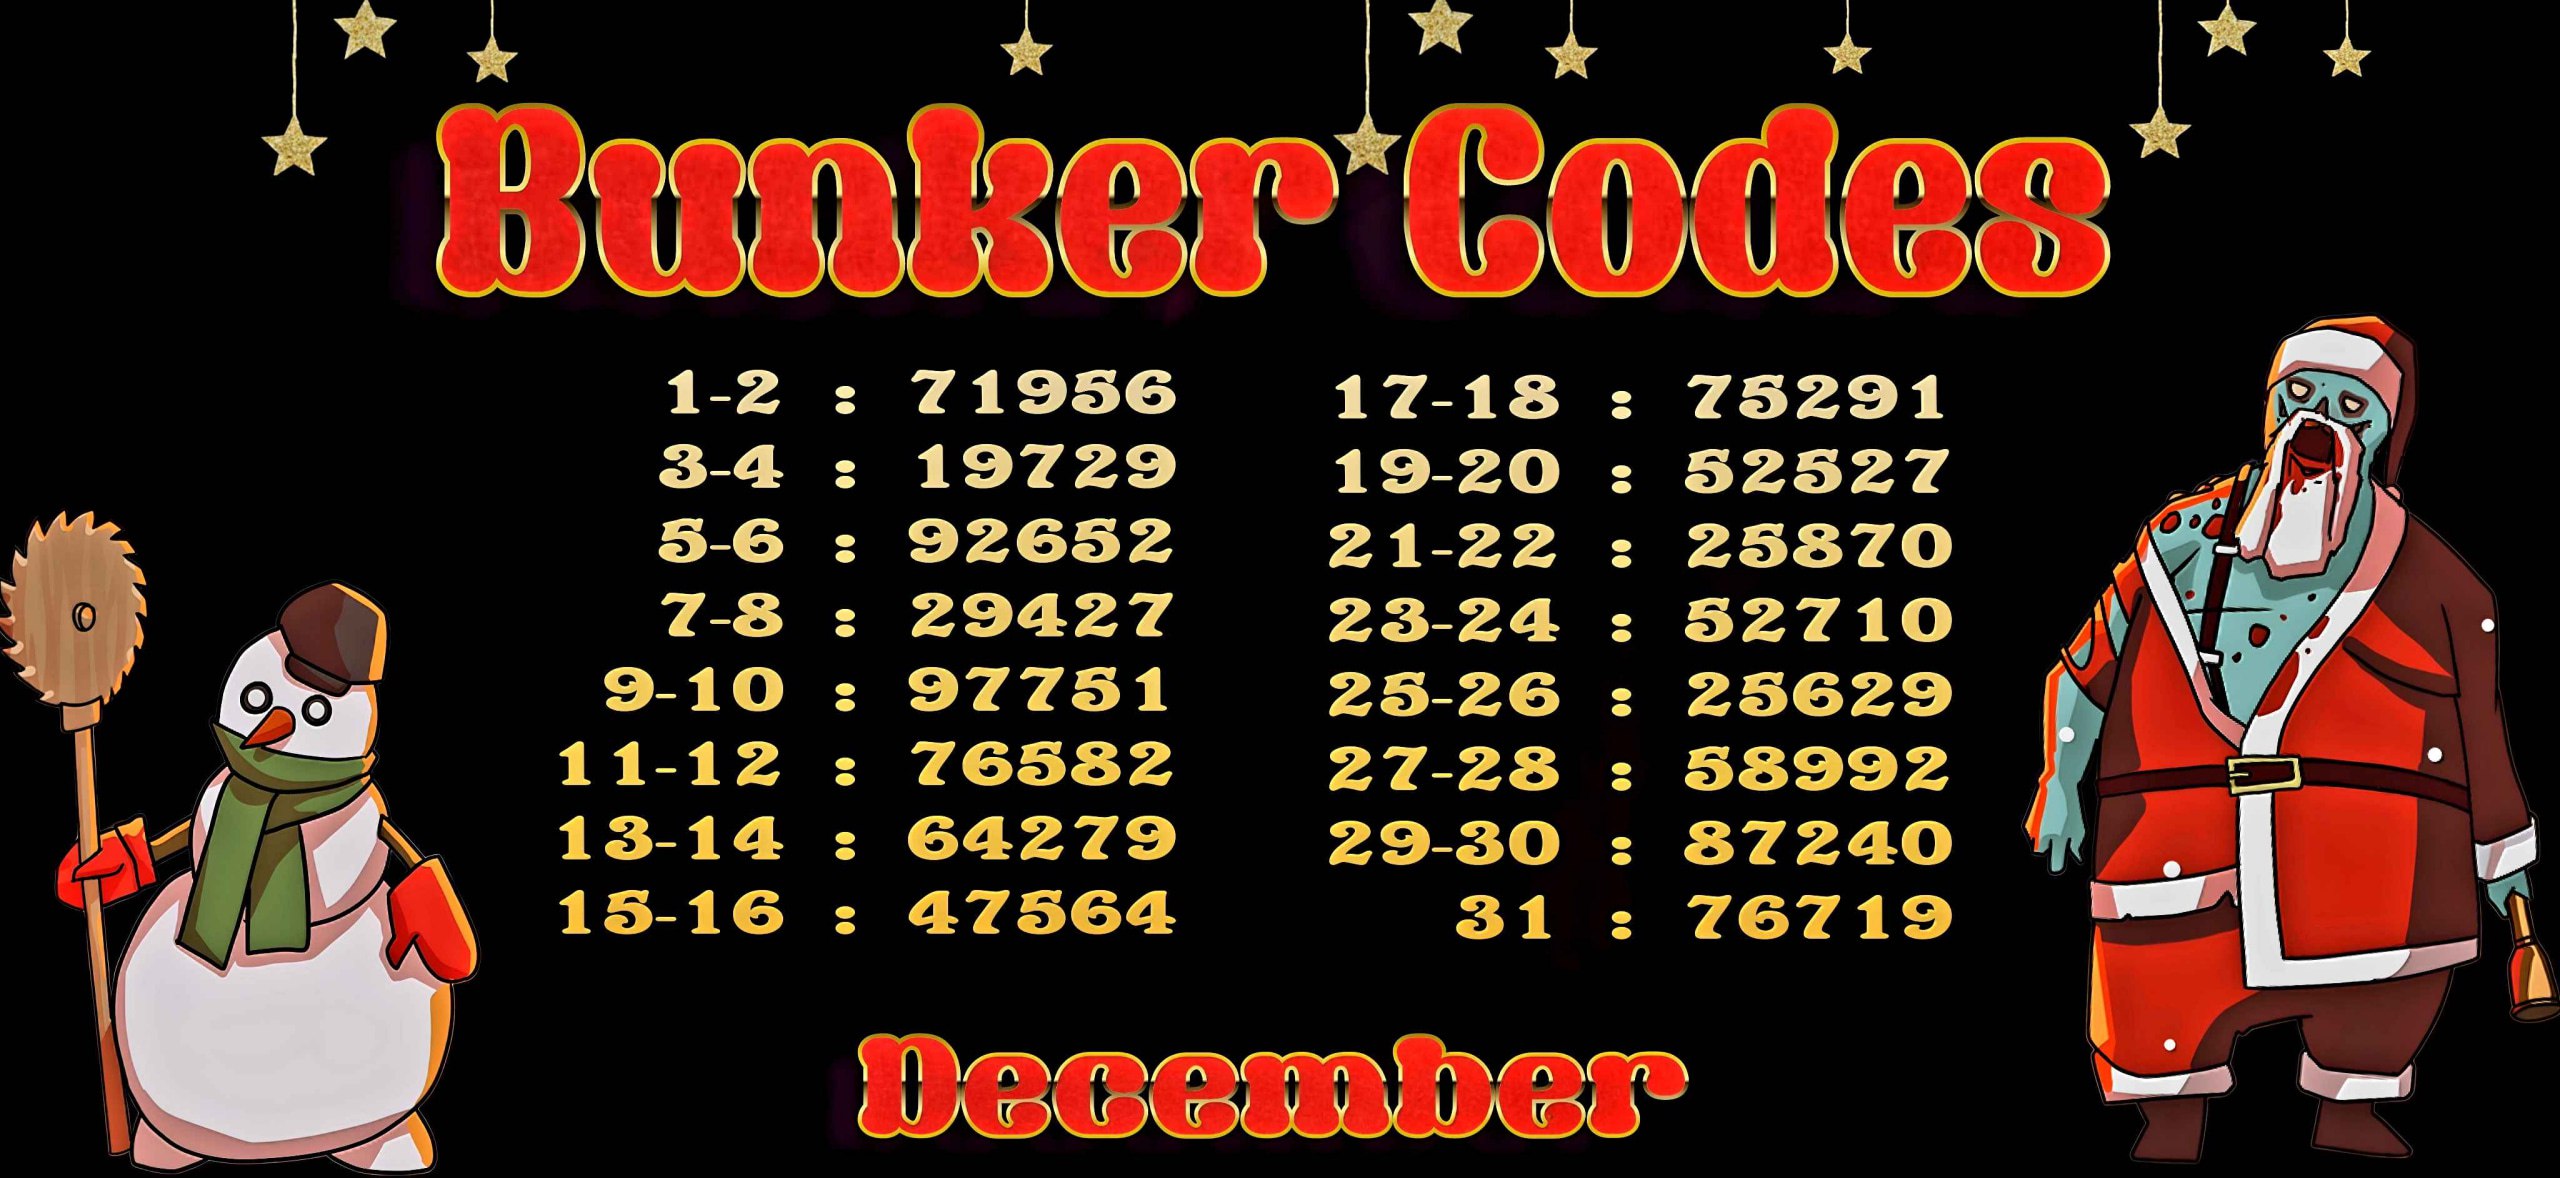 Bunker Codes
1-2 : 71956
3-4 : 19729
5-6 : 92652
7-8 : 29427
9-10 : 97751
11-12 : 76582
13-14 : 64279
15-16 : 47564
17-18 : 75291
19-20 : 52527
21-22 : 25870
23-24 : 52710
25-26 : 25629
27-28 : 58992
29-30 : 87240
31 : 76719
December